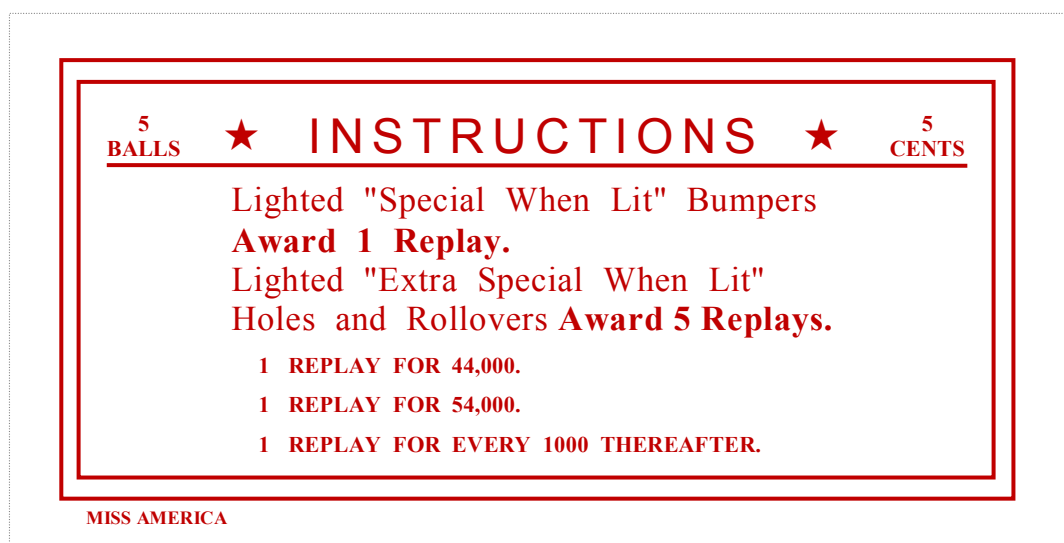 5 BALLS ★ INSTRUCTIONS ★ 5 CENTS
Lighted "Special When Lit" Bumpers
Award 1 Replay.
Lighted "Extra Special When Lit"
Holes and Rollovers Award 5 Replays.
1 REPLAY FOR 44,000.
1 REPLAY FOR 54,000.
1 REPLAY FOR EVERY 1000 THEREAFTER.
MISS AMERICA